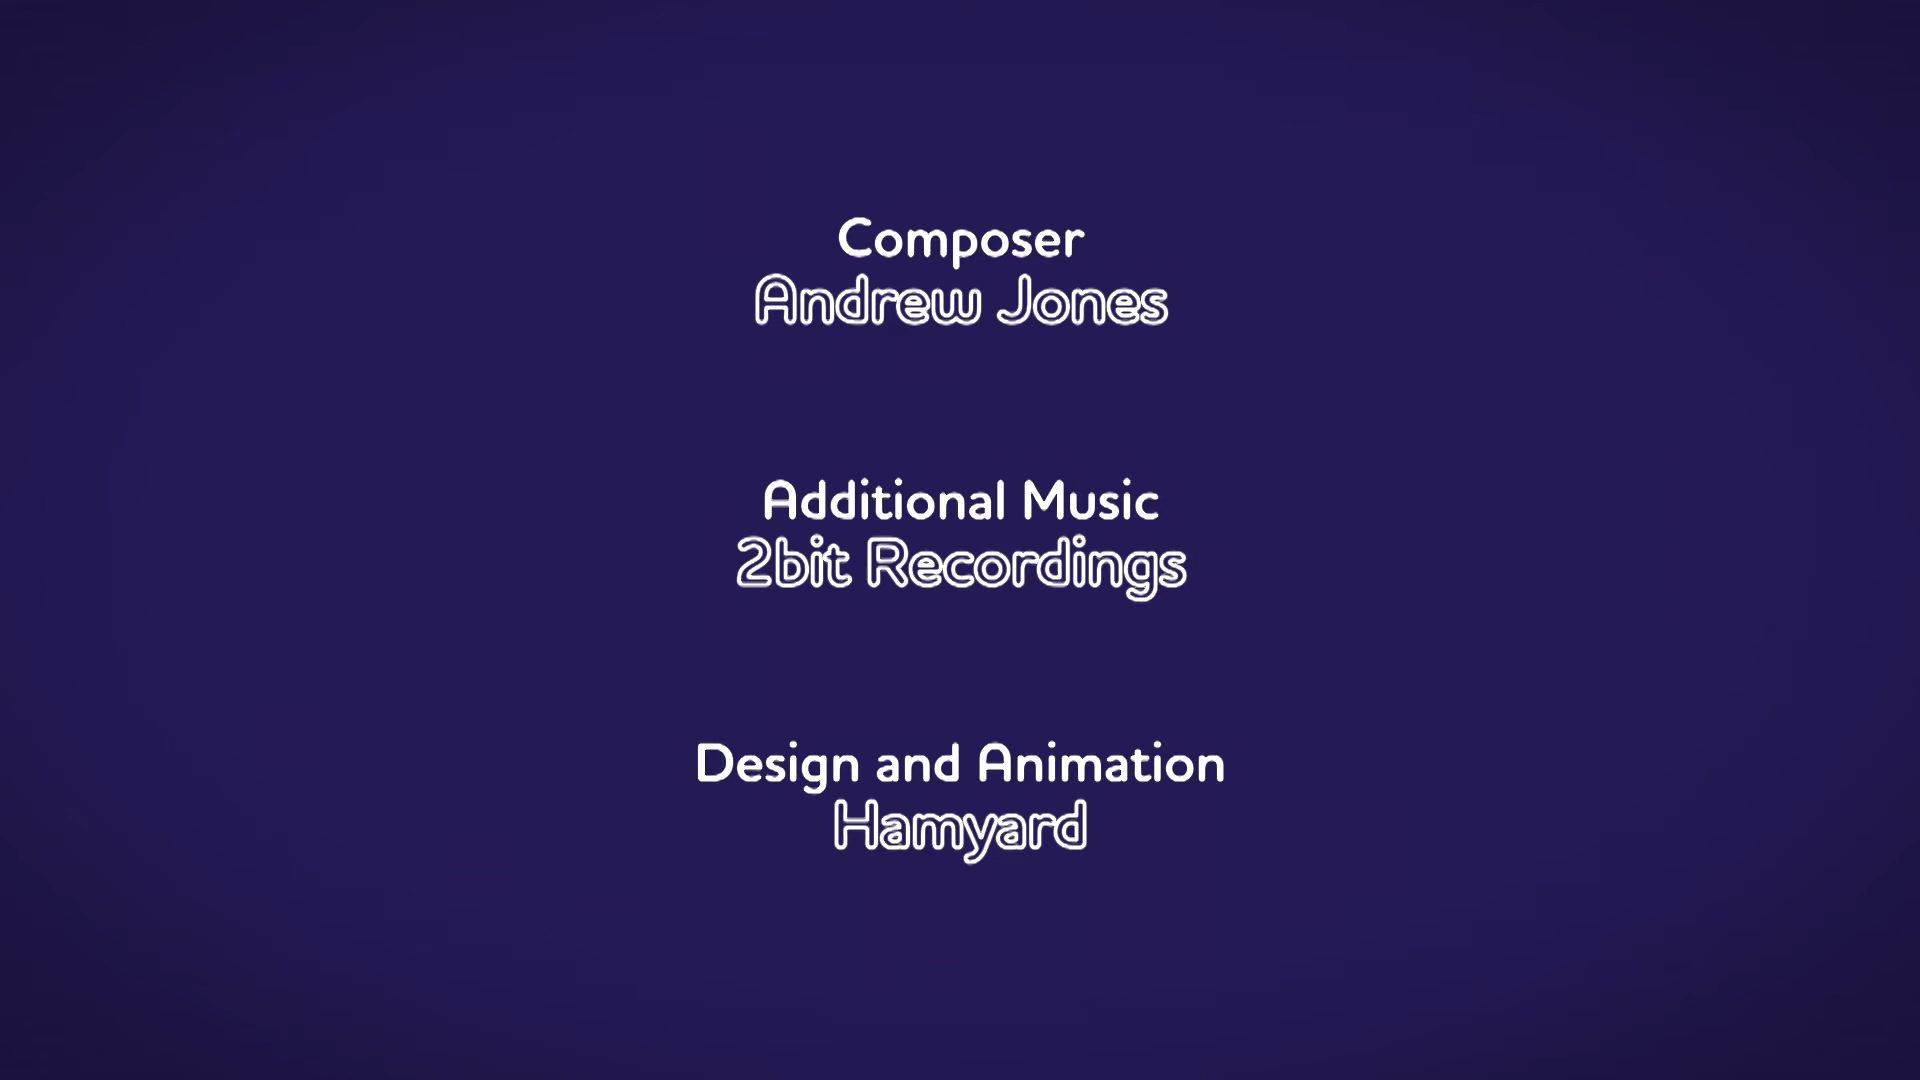 Composer
Andrew Jones
Additional Music
2bit Recordings
Design and Animation
Hamyard